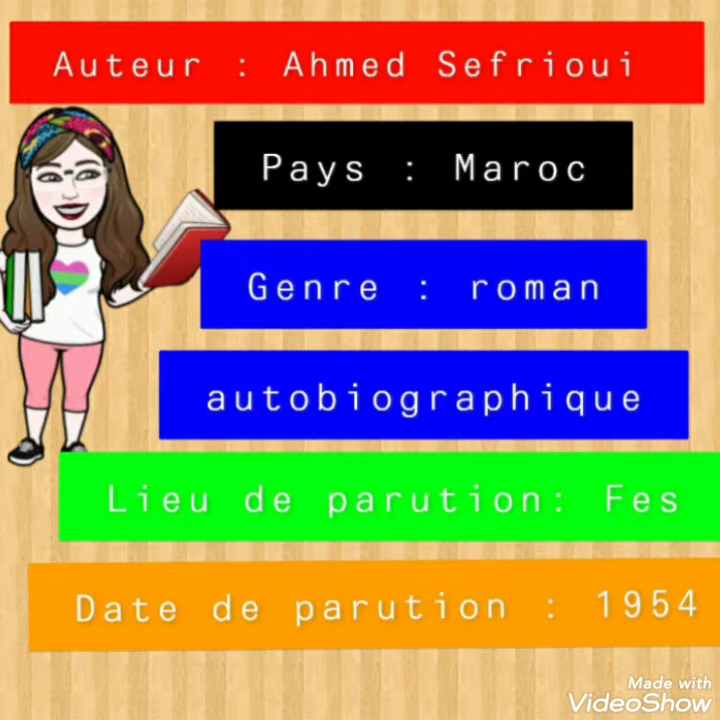 Auteur : Ahmed Sefrioui
Pays : Maroc
Genre : roman
autobiographique
Lieu de parution: Fes
Date de parution : 1954
Made with
VideoShow